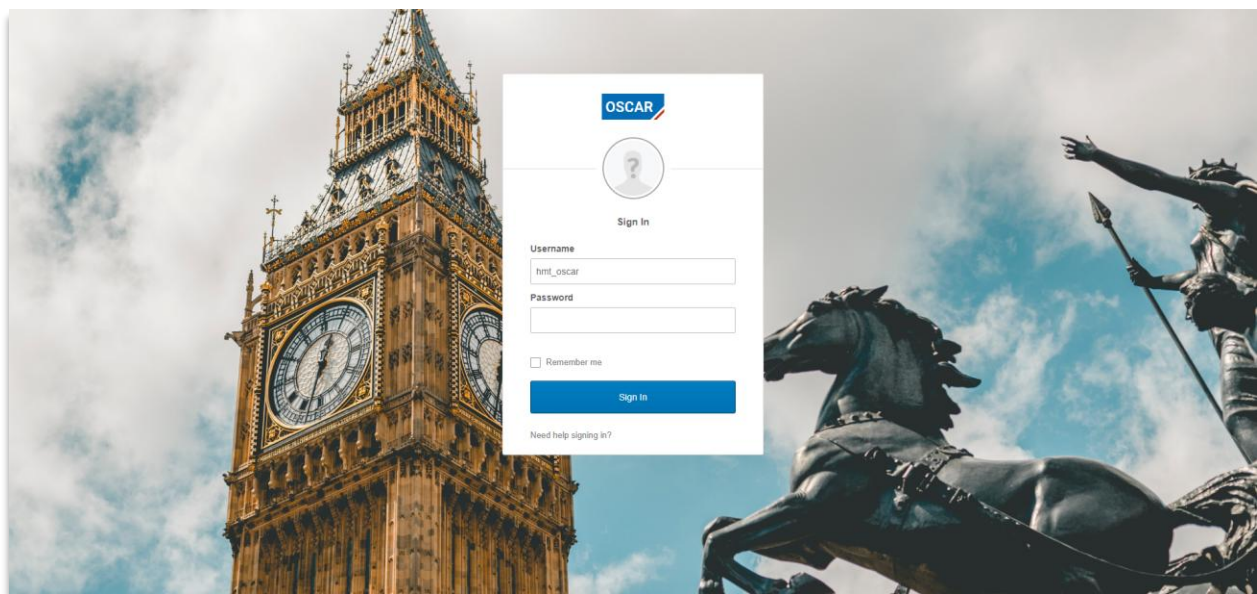 OSCAR
?
Sign In
Username
hmt_oscar
Password
Remember me
Sign In
Need help signing in?